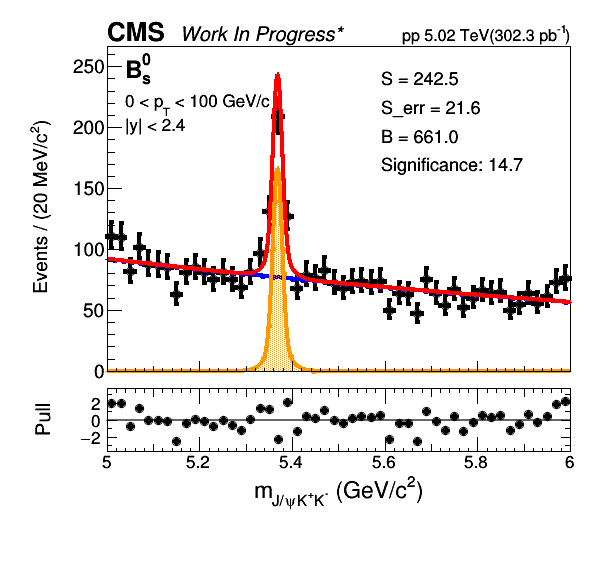 CMS Work In Progress* pp 5.02 TeV(302.3 pb⁻¹)
B⁰ₛ
0 < p_T < 100 GeV/c
|y| < 2.4
S = 242.5
S_err = 21.6
B = 661.0
Significance: 14.7
Events / (20 MeV/c²)
250
200
150
100
50
0
Pull
2
0
−2
5 5.2 5.4 5.6 5.8 6
m_J/ψK⁺K⁻ (GeV/c²)